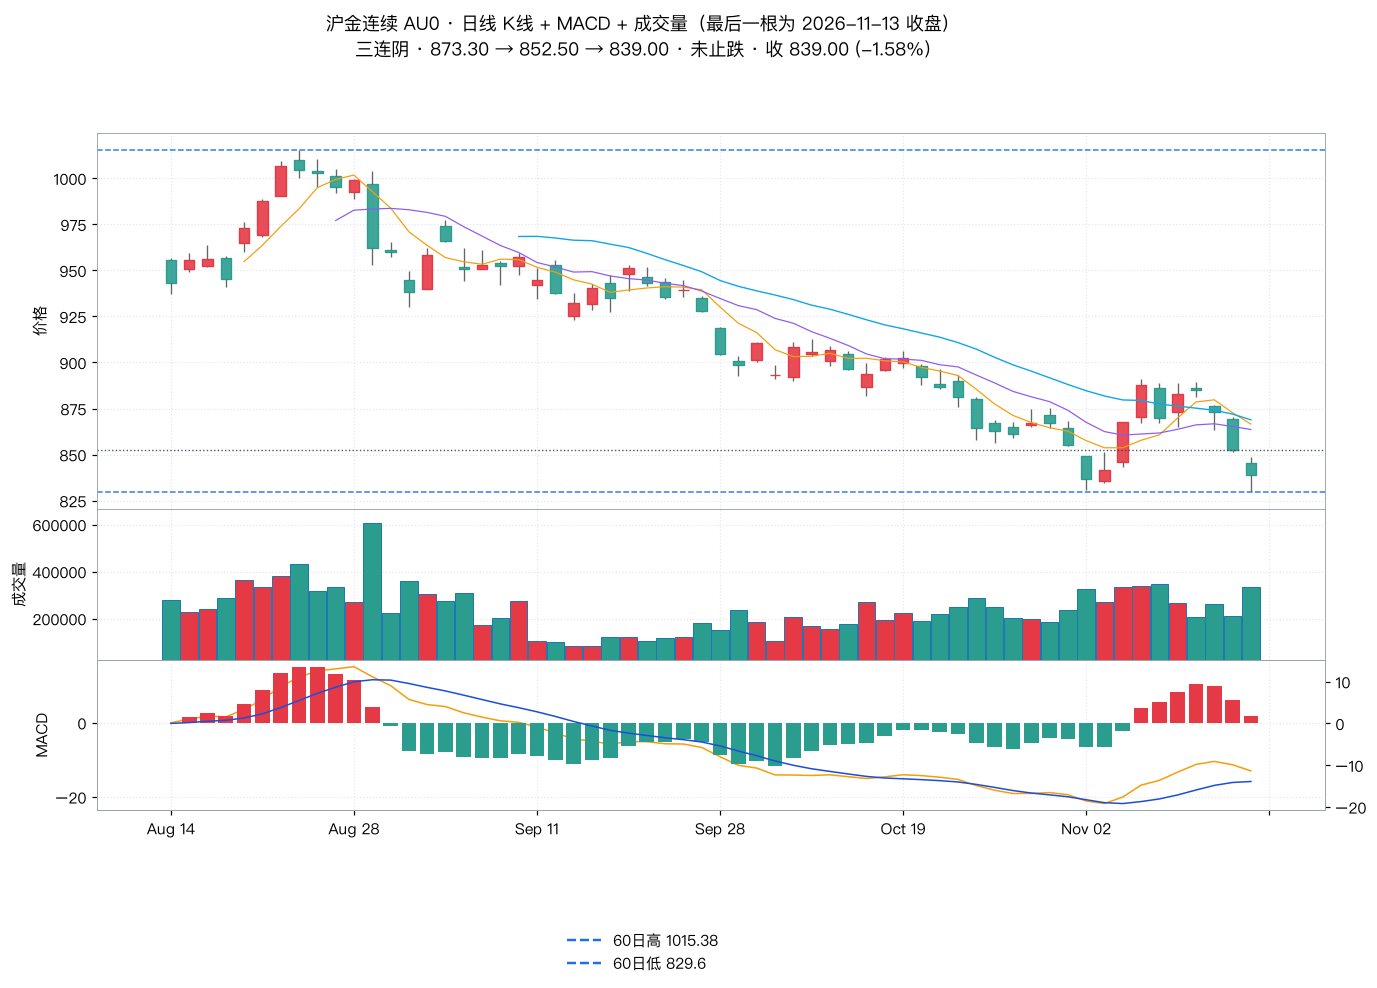 沪金连续 AU0 · 日线 K线 + MACD + 成交量（最后一根为 2026−11−13 收盘）
三连阴 · 873.30 → 852.50 → 839.00 · 未止跌 · 收 839.00 (−1.58%)
1000
975
950
925
900
875
850
825
价格
600000
400000
200000
成交量
0
−20
MACD
10
0
−10
−20
Aug 14
Aug 28
Sep 11
Sep 28
Oct 19
Nov 02
60日高 1015.38
60日低 829.6